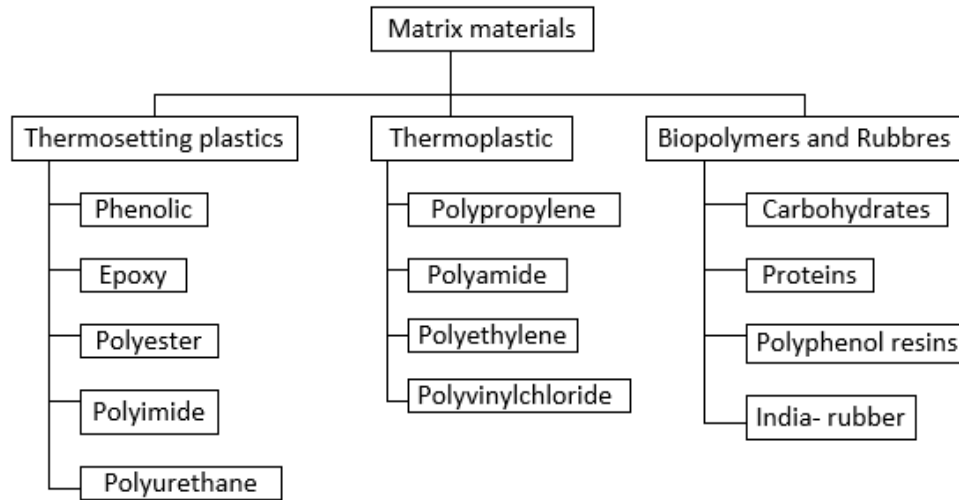 Matrix materials
Thermosetting plastics
Phenolic
Epoxy
Polyester
Polyimide
Polyurethane
Thermoplastic
Polypropylene
Polyamide
Polyethylene
Polyvinylchloride
Biopolymers and Rubbres
Carbohydrates
Proteins
Polyphenol resins
India- rubber